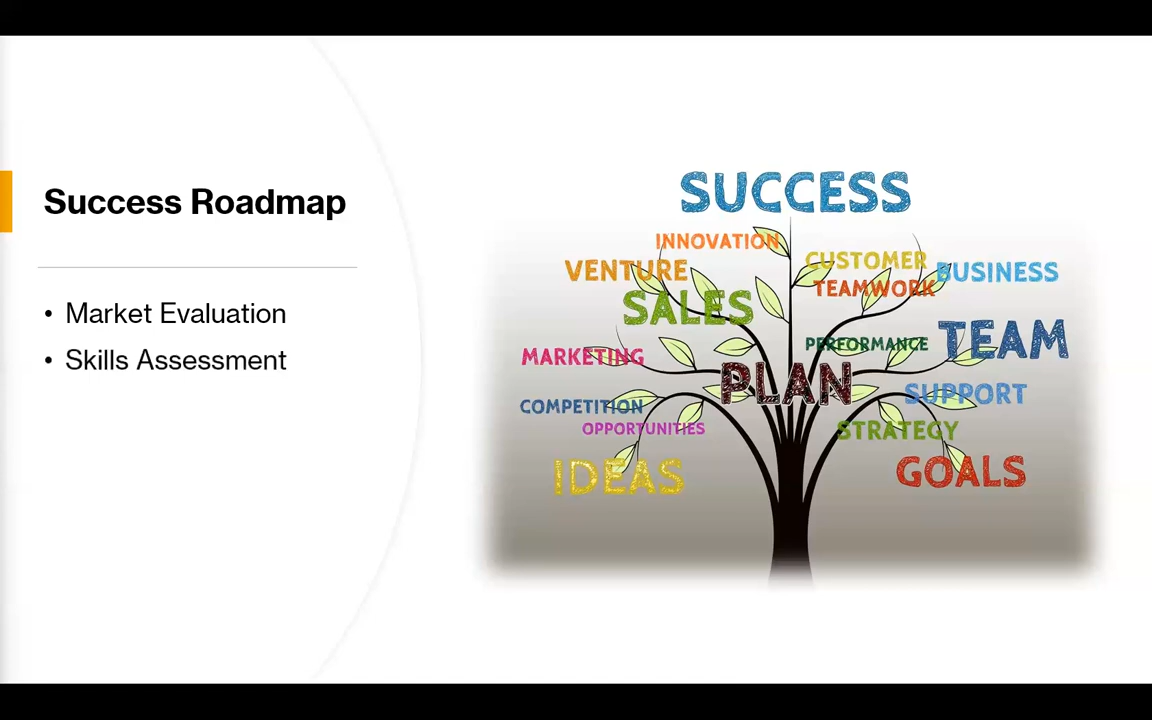 Success Roadmap
• Market Evaluation
• Skills Assessment
SUCCESS
INNOVATION
VENTURE
CUSTOMER
BUSINESS
TEAMWORK
SALES
PERFORMANCE
TEAM
MARKETING
PLAN
SUPPORT
COMPETITION
OPPORTUNITIES
STRATEGY
IDEAS
GOALS